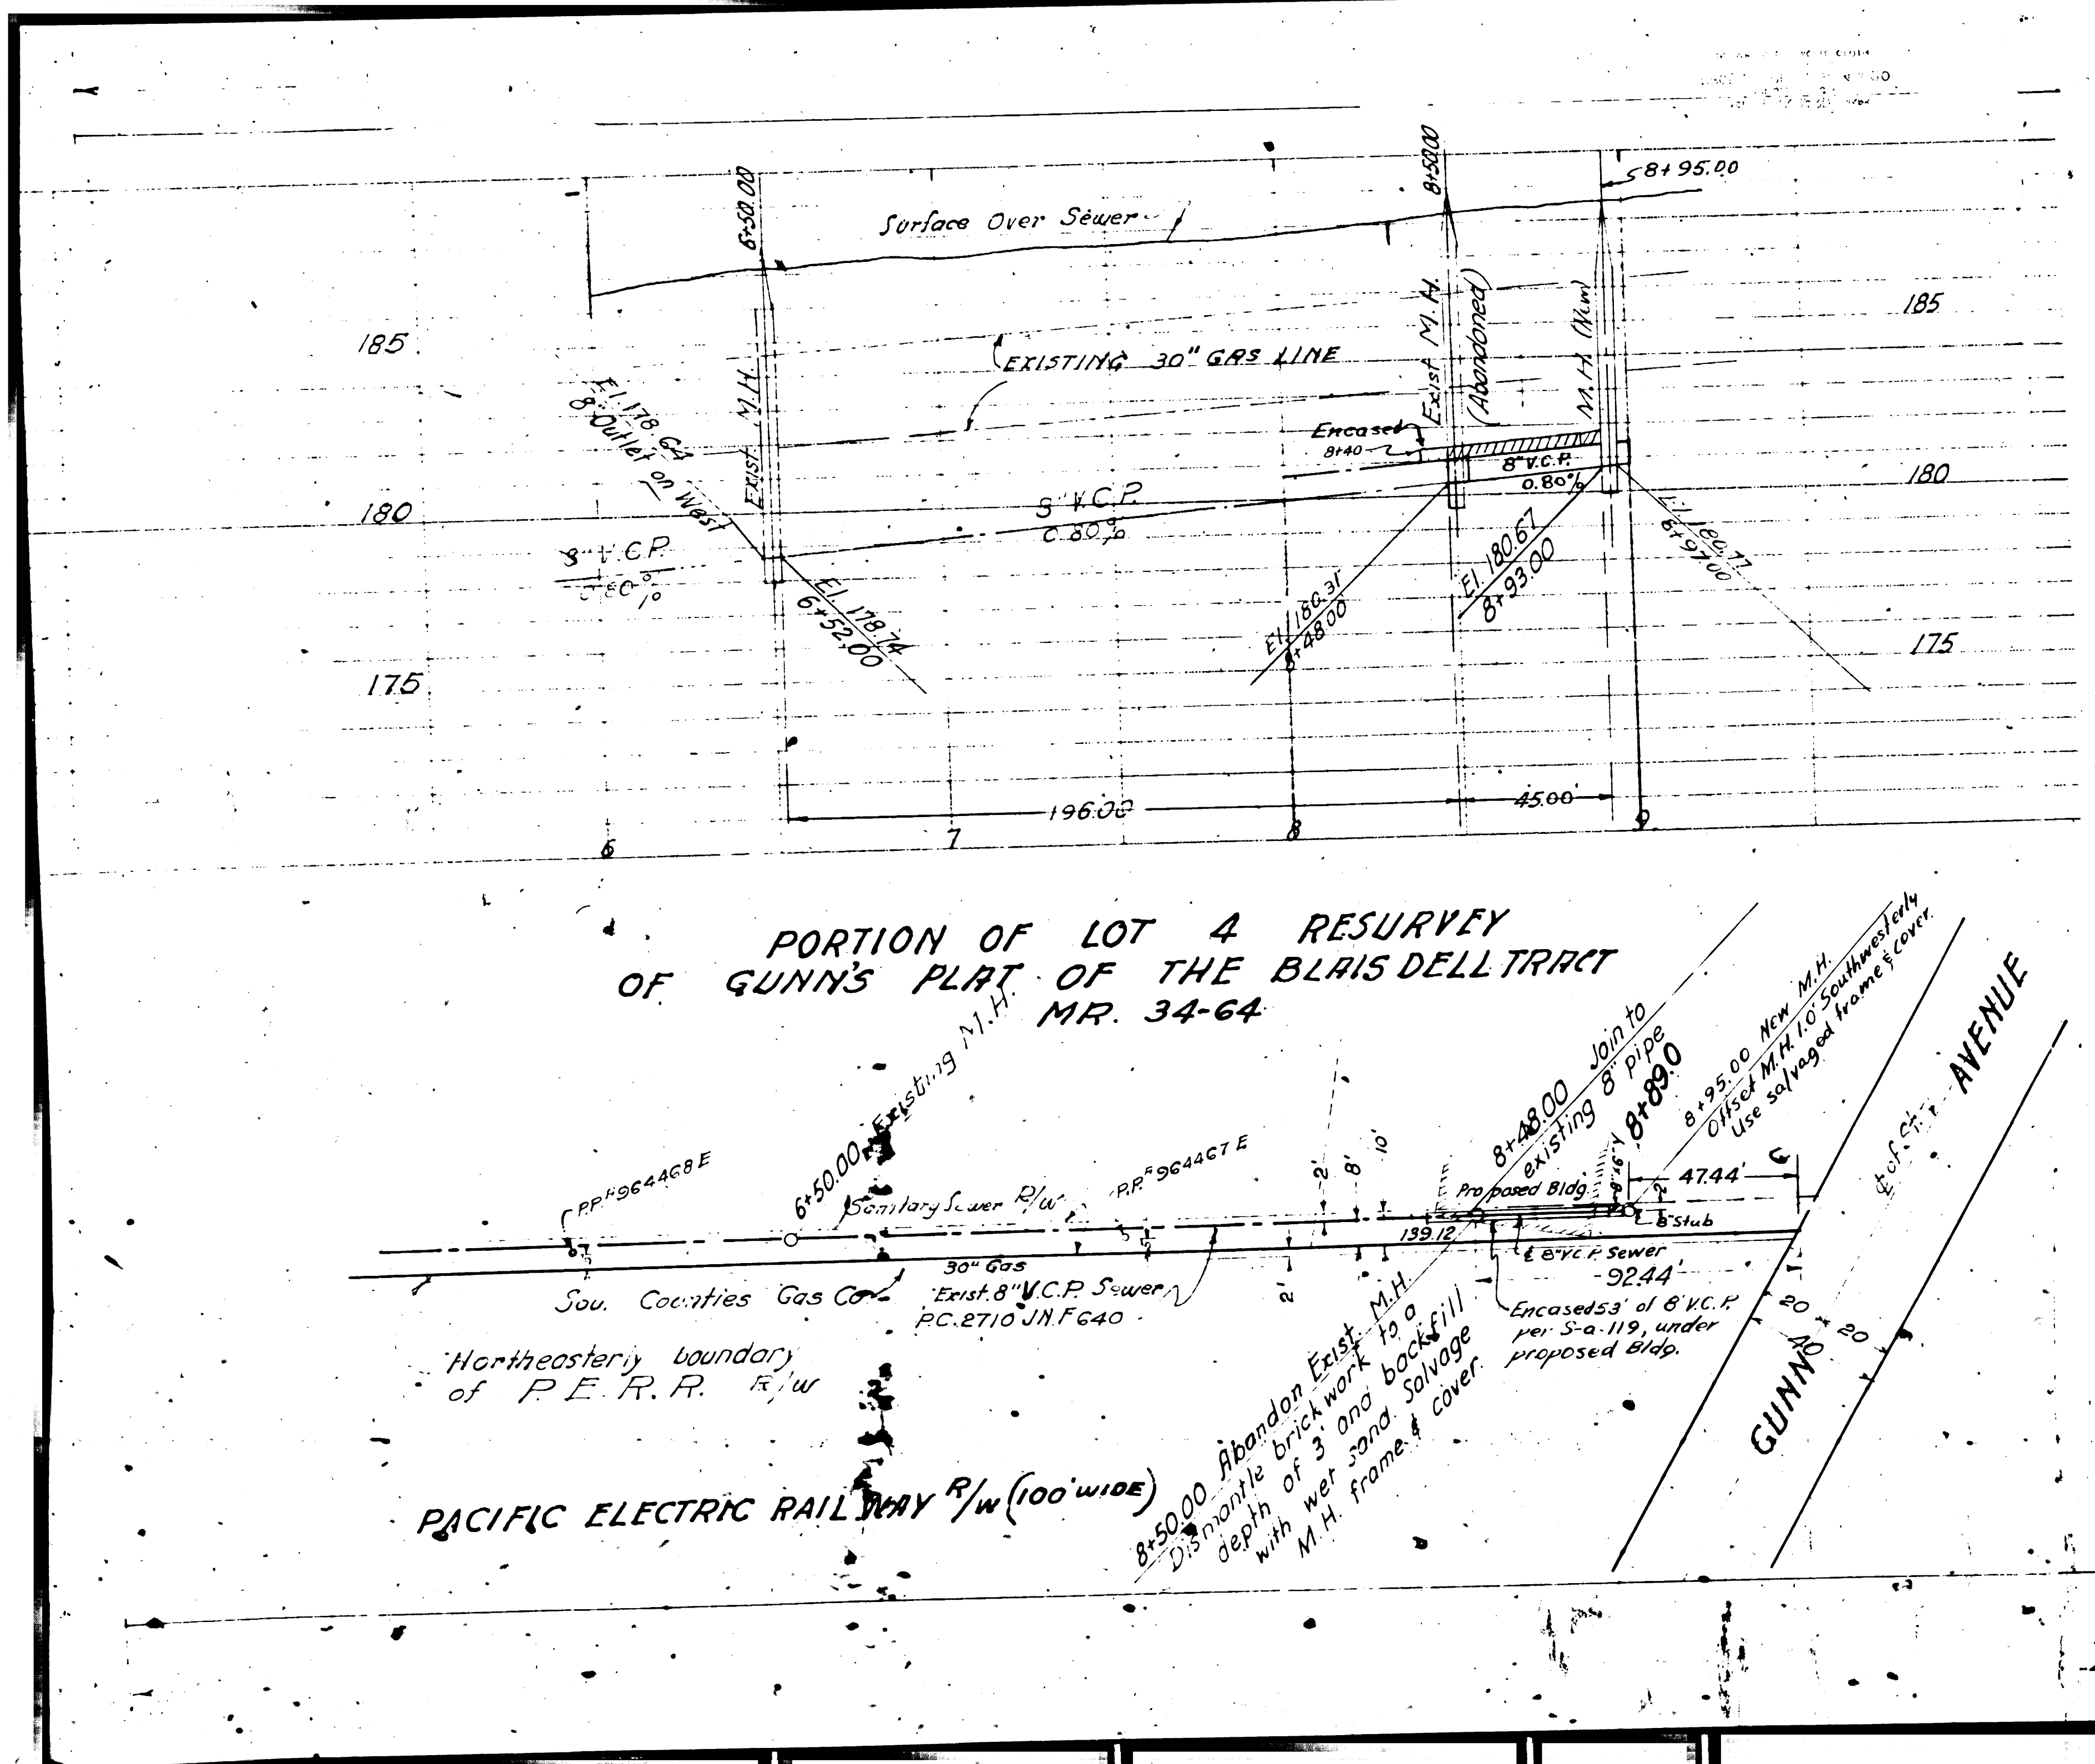 6+50.00
8+50.00
8+95.00
Surface Over Sewer
185
185
EXISTING 30" GAS LINE
Exist. M.H.
Exist M.H.
(Abandoned)
M.H. (New)
El. 178.64
8" Outlet on West
Encased
8+40
8" V.C.P.
0.80%
180
180
8" V.C.P.
0.80%
8" V.C.P.
0.80%
El. 178.74
6+52.00
El. 180.31
8+48.00
El. 180.67
8+93.00
El. 180.77
8+97.00
175
175
196.00
45.00'
6
7
8
9
PORTION OF LOT 4 RESURVEY
OF GUNN'S PLAT OF THE BLAISDELL TRACT
MR. 34-64
6+50.00 Existing M.H.
8+48.00 Join to
existing 8" pipe
8+89.0
8+95.00 New M.H.
Offset M.H. 1.0' Southwesterly
Use salvaged frame & cover.
AVENUE
P.P. #964468E
P.P. #964467E
Sanitary Sewer R/W
2'
8'
10'
Proposed Bldg.
47.44'
8" Stub
139.12
℄ 8" V.C.P. Sewer
92.44'
30" Gas
Sou. Counties Gas Co.
Exist. 8" V.C.P. Sewer
P.C. 2710 J.N. F640
2'
Encased 53' of 8" V.C.P.
per S-a-119, under
proposed Bldg.
20
20
40
GUNN
Northeasterly boundary
of P.E.R.R. R/W
8+50.00 Abandon Exist. M.H.
Dismantle brickwork to a
depth of 3' and backfill
with wet sand. Salvage
M.H. frame & cover.
PACIFIC ELECTRIC RAILWAY R/W (100' WIDE)